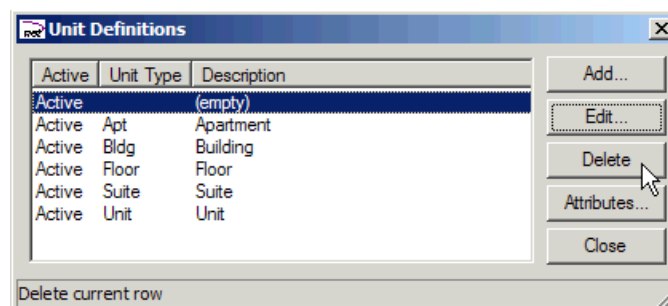 Unit Definitions
Active Unit Type Description
Active (empty)
Active Apt Apartment
Active Bldg Building
Active Floor Floor
Active Suite Suite
Active Unit Unit
Add...
Edit...
Delete
Attributes...
Close
Delete current row